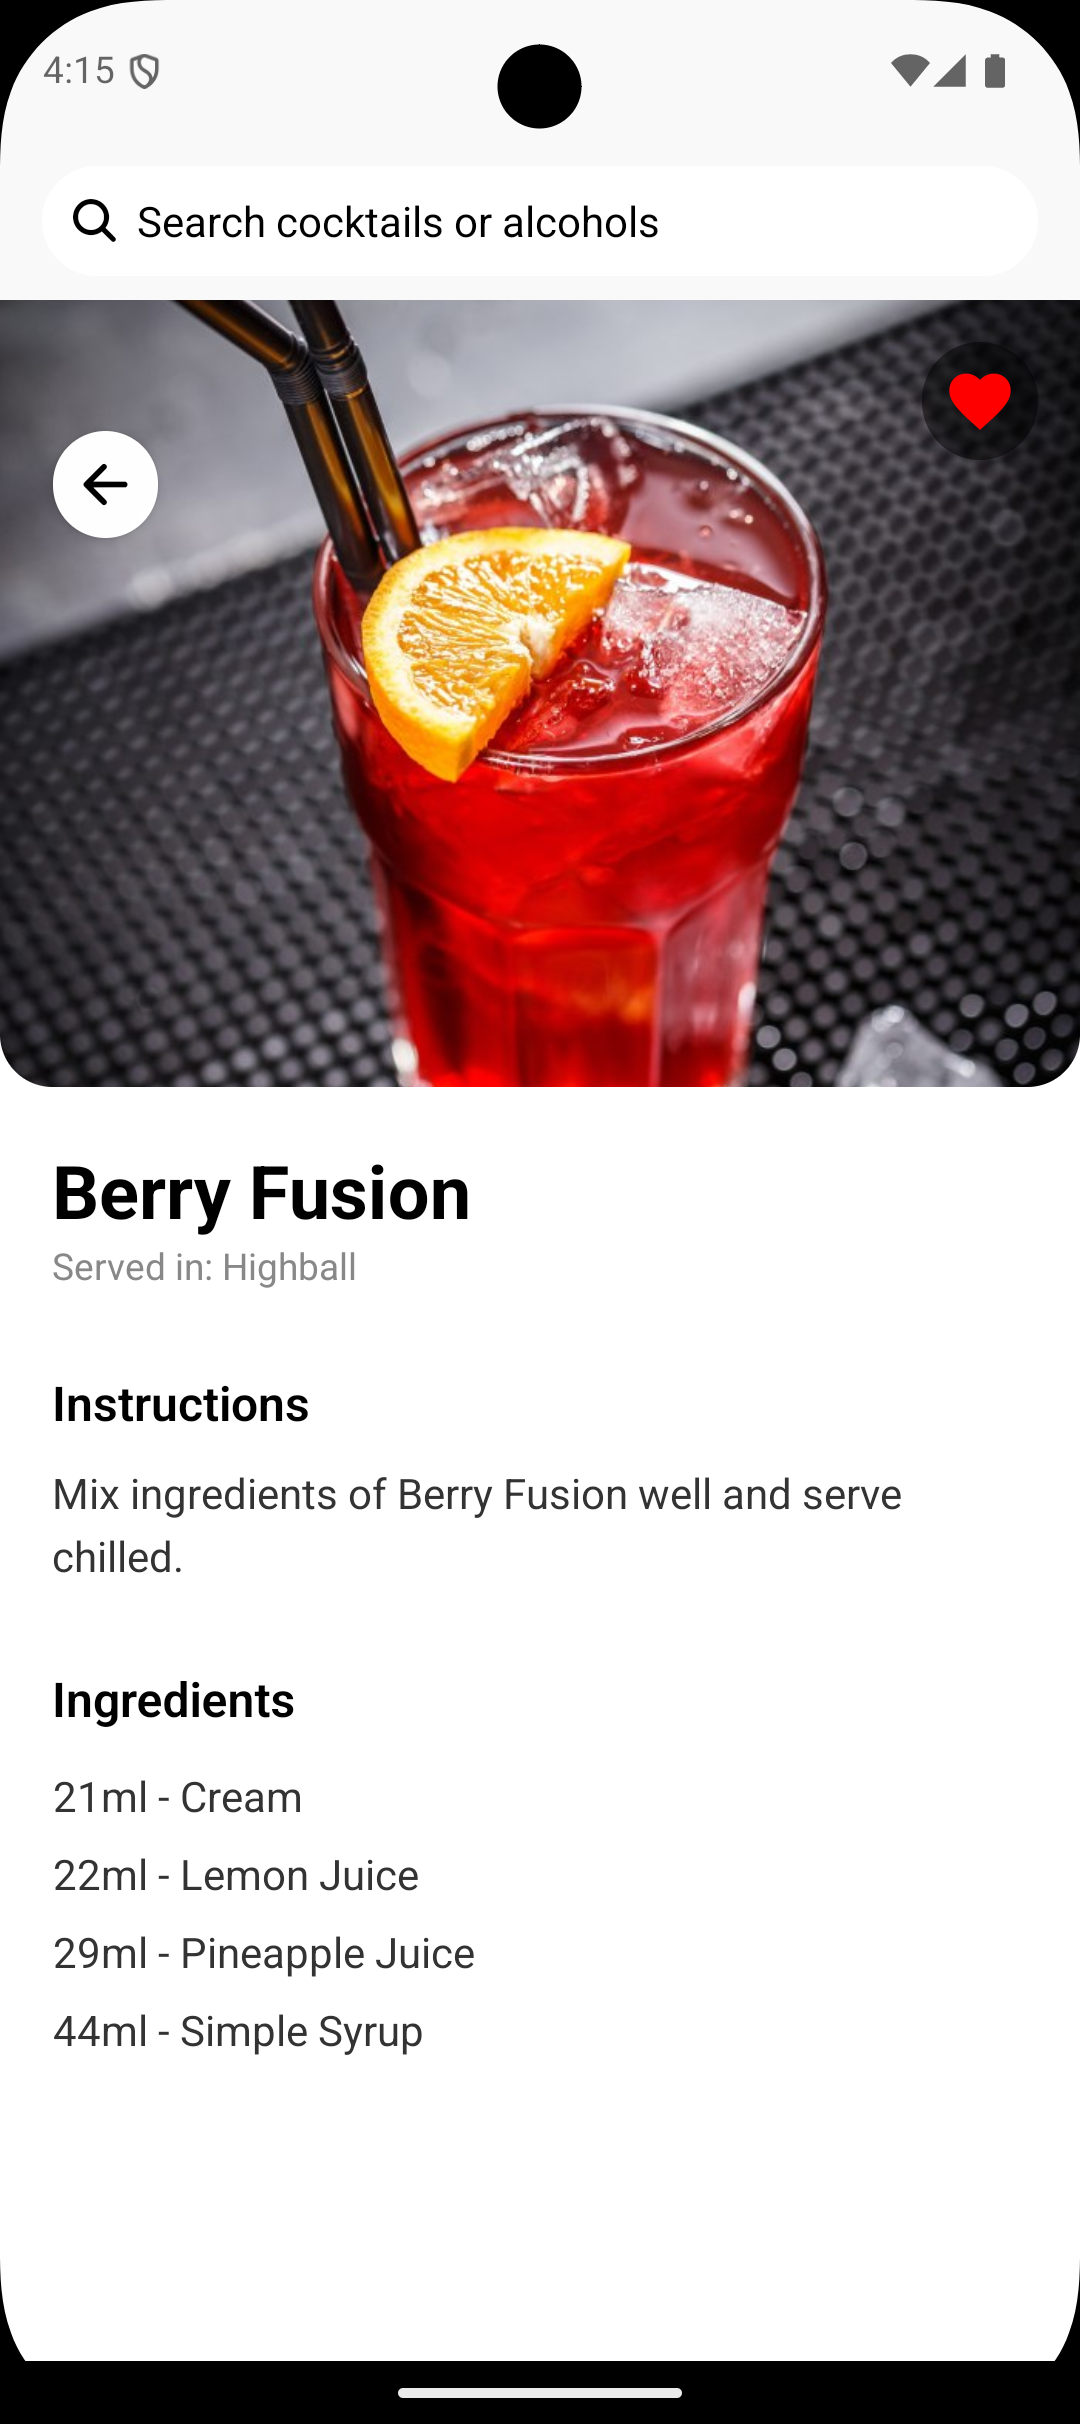 4:15
Search cocktails or alcohols
Berry Fusion
Served in: Highball
Instructions
Mix ingredients of Berry Fusion well and serve
chilled.
Ingredients
21ml - Cream
22ml - Lemon Juice
29ml - Pineapple Juice
44ml - Simple Syrup